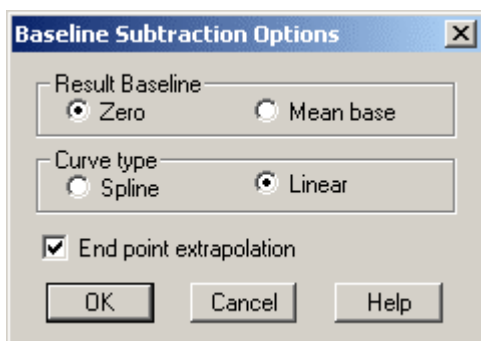 Baseline Subtraction Options
Result Baseline
Zero Mean base
Curve type
Spline Linear
End point extrapolation
OK Cancel Help